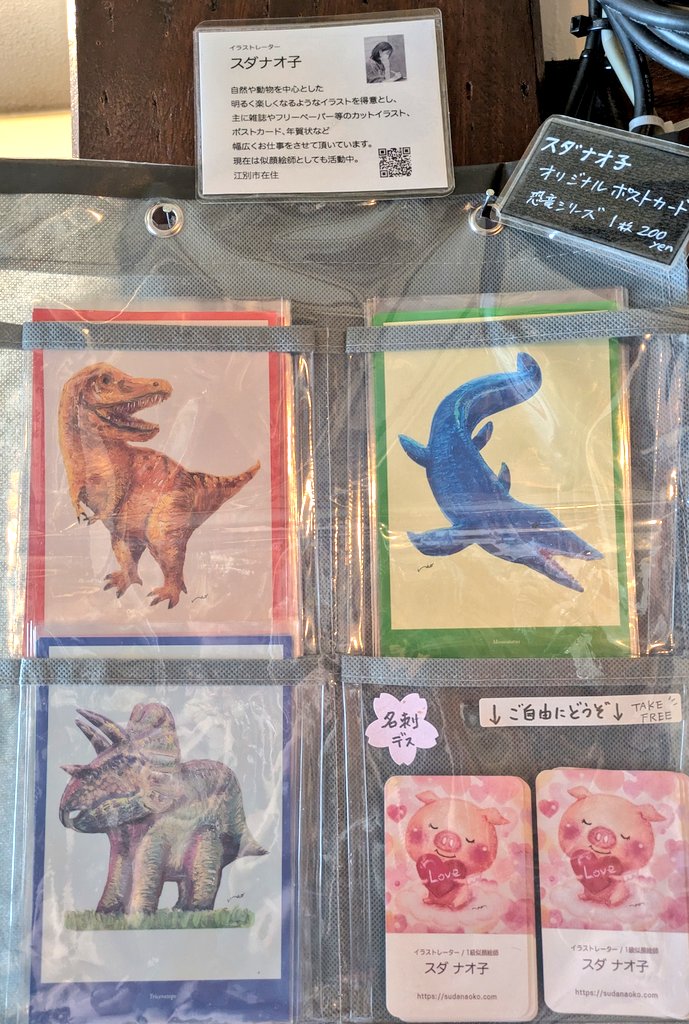 イラストレーター
スダナオ子
自然や動物を中心とした
明るく楽しくなるようなイラストを得意とし、
主に雑誌やフリーペーパー等のカットイラスト、
ポストカード、年賀状など
幅広くお仕事をさせて頂いています。
現在は似顔絵師としても活動中。
江別市在住
スダナオ子
オリジナルポストカード
恐竜シリーズ 1枚 200
yen
Mosasaurus
Triceratops
名刺
デス
↓ご自由にどうぞ↓ TAKE
FREE
Love
イラストレーター / 1級似顔絵師
スダ ナオ子
https://sudanaoko.com
Love
イラストレーター / 1級似顔絵師
スダ ナオ子
https://sudanaoko.com